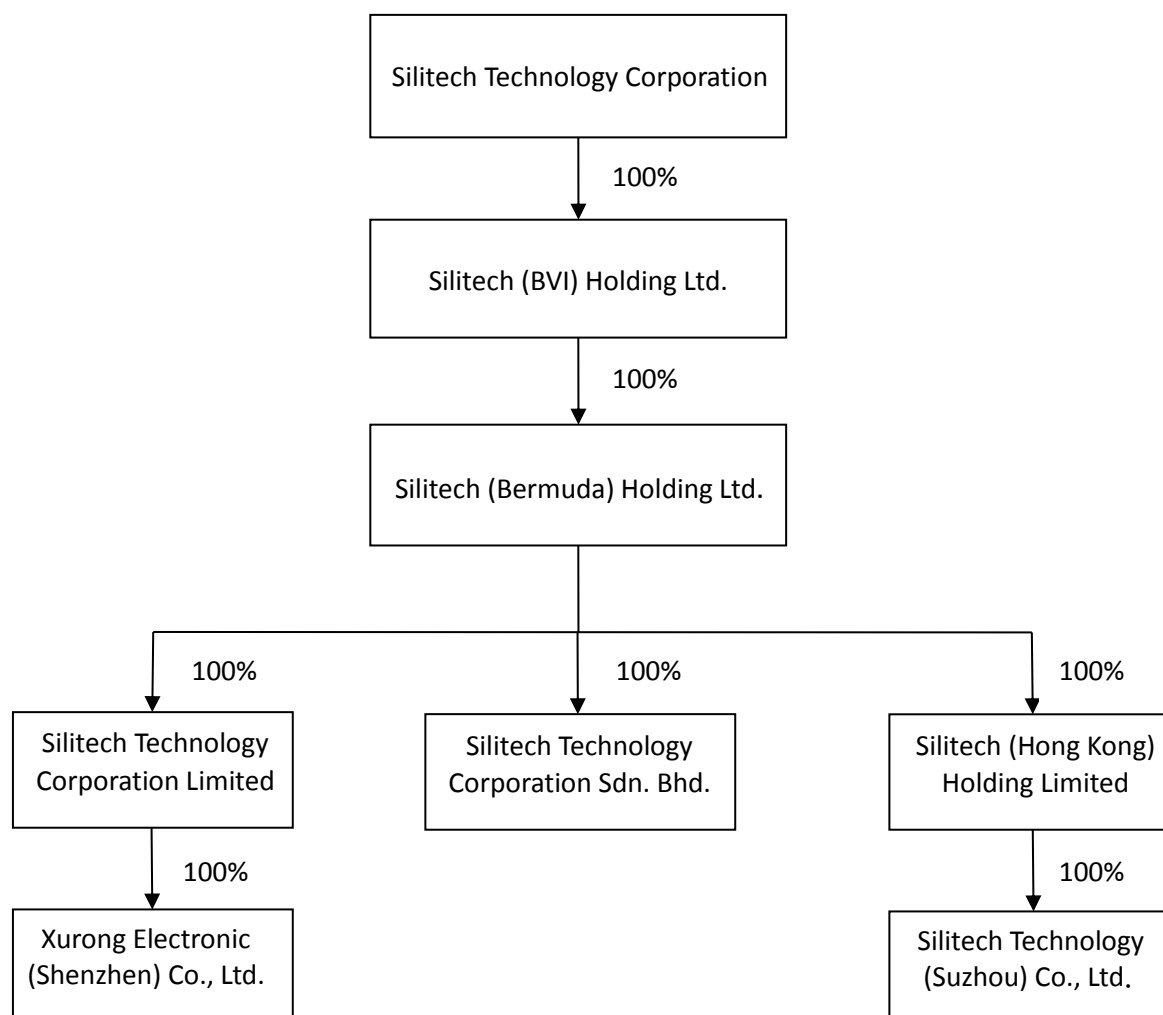 Silitech Technology Corporation
100%
Silitech (BVI) Holding Ltd.
100%
Silitech (Bermuda) Holding Ltd.
100%
100%
100%
Silitech Technology
Corporation Limited
Silitech Technology
Corporation Sdn. Bhd.
Silitech (Hong Kong)
Holding Limited
100%
100%
Xurong Electronic
(Shenzhen) Co., Ltd.
Silitech Technology
(Suzhou) Co., Ltd.